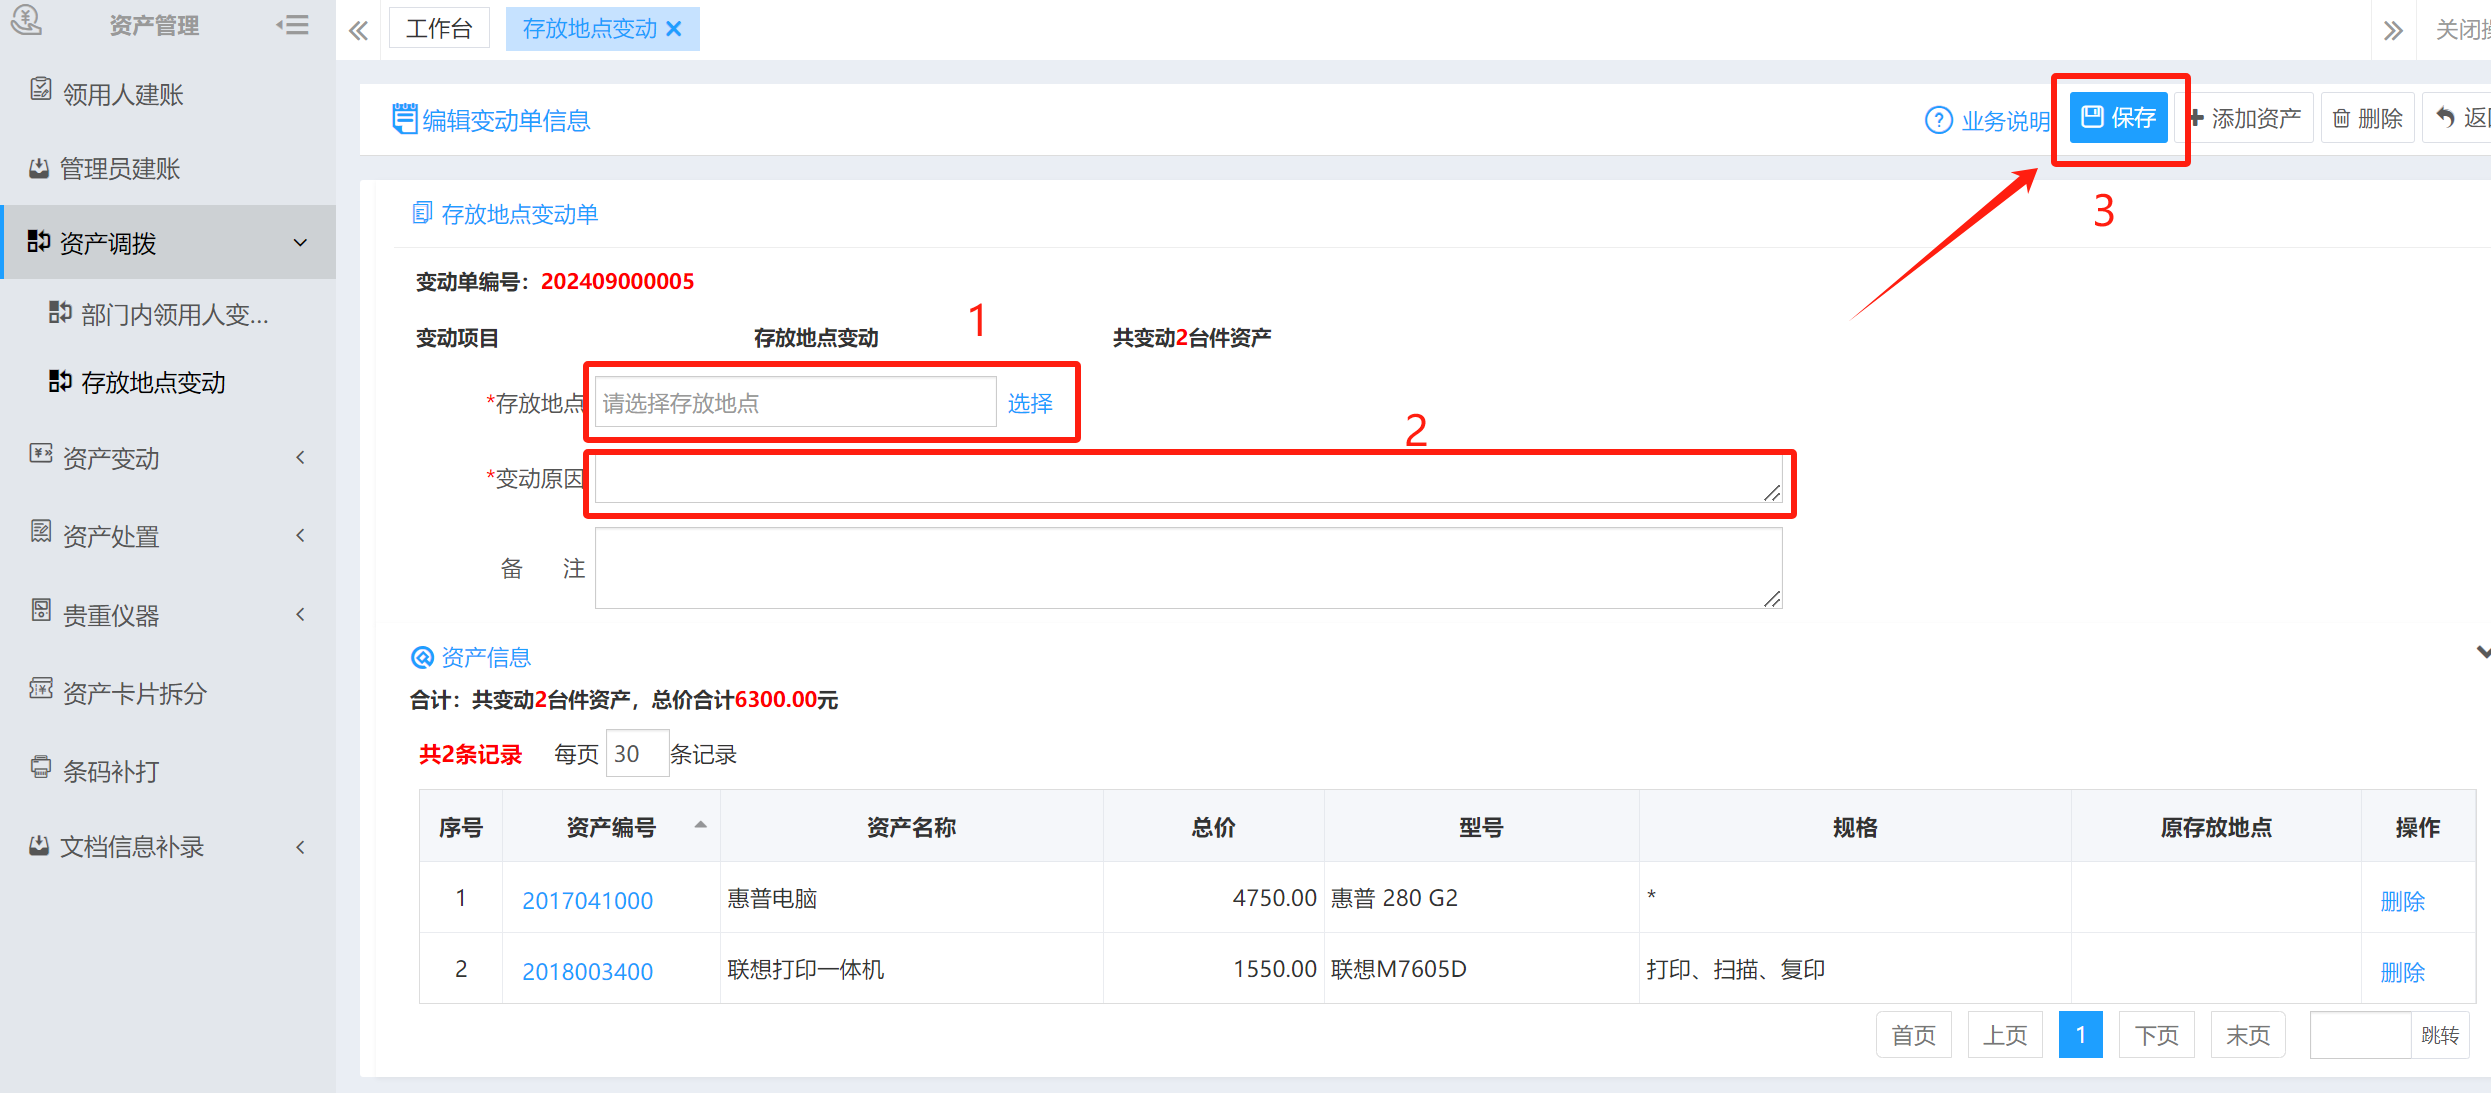 资产管理
工作台
存放地点变动
领用人建账
管理员建账
资产调拨
部门内领用人变...
存放地点变动
资产变动
资产处置
贵重仪器
资产卡片拆分
条码补打
文档信息补录
编辑变动单信息
业务说明
保存
添加资产
删除
3
存放地点变动单
变动单编号：202409000005
1
变动项目 存放地点变动 共变动2台件资产
*存放地点 请选择存放地点 选择
2
*变动原因
备 注
资产信息
合计：共变动2台件资产，总价合计6300.00元
共2条记录 每页 30 条记录
序号 资产编号 资产名称 总价 型号 规格 原存放地点 操作
1 2017041000 惠普电脑 4750.00 惠普 280 G2 * 删除
2 2018003400 联想打印一体机 1550.00 联想M7605D 打印、扫描、复印 删除
首页 上页 1 下页 末页 跳转